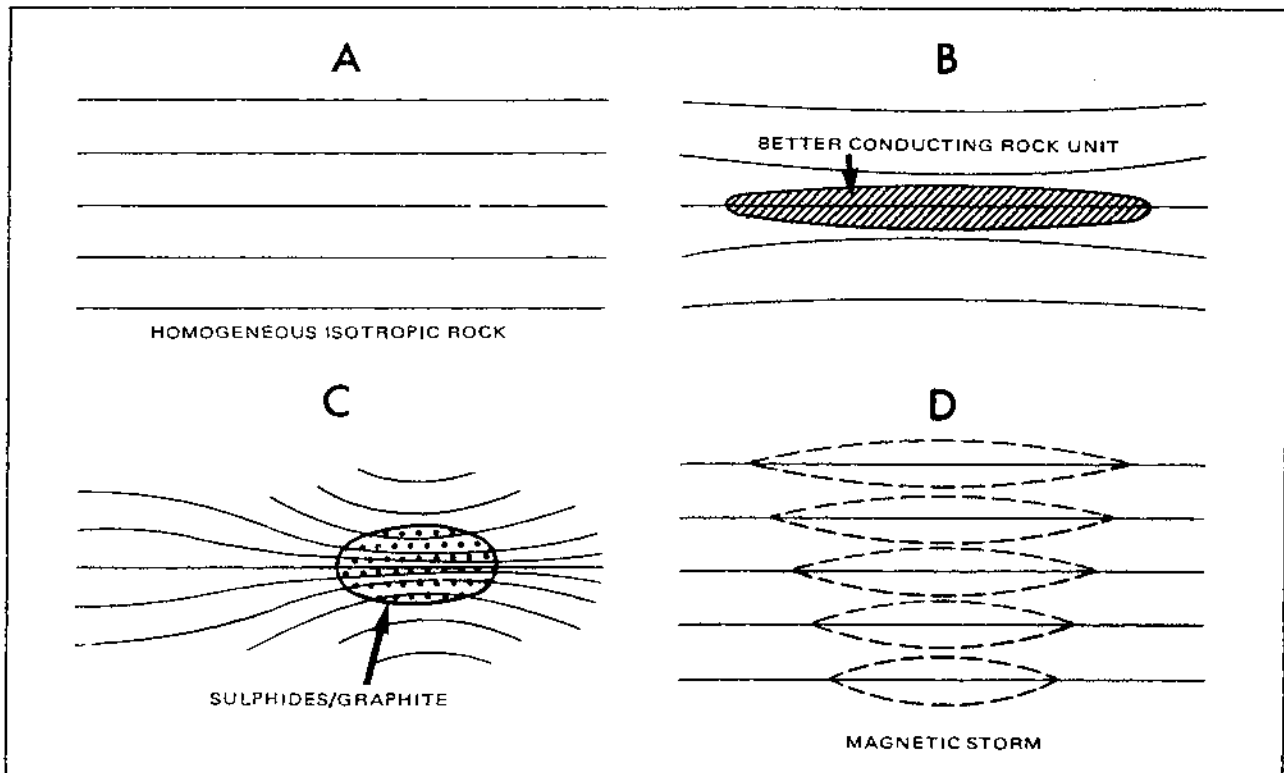 A
HOMOGENEOUS ISOTROPIC ROCK
B
BETTER CONDUCTING ROCK UNIT
C
SULPHIDES/GRAPHITE
D
MAGNETIC STORM